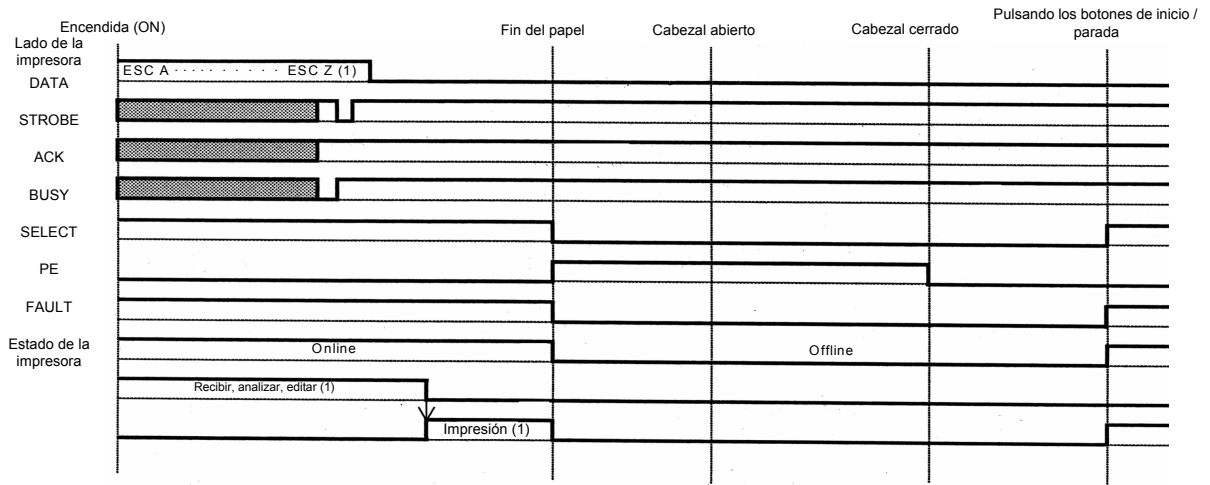 Encendida (ON)
Fin del papel
Cabezal abierto
Cabezal cerrado
Pulsando los botones de inicio /
parada
Lado de la
impresora
DATA
ESC A · · · · · · · · · · ESC Z (1)
STROBE
ACK
BUSY
SELECT
PE
FAULT
Estado de la
impresora
Online
Offline
Recibir, analizar, editar (1)
Impresión (1)